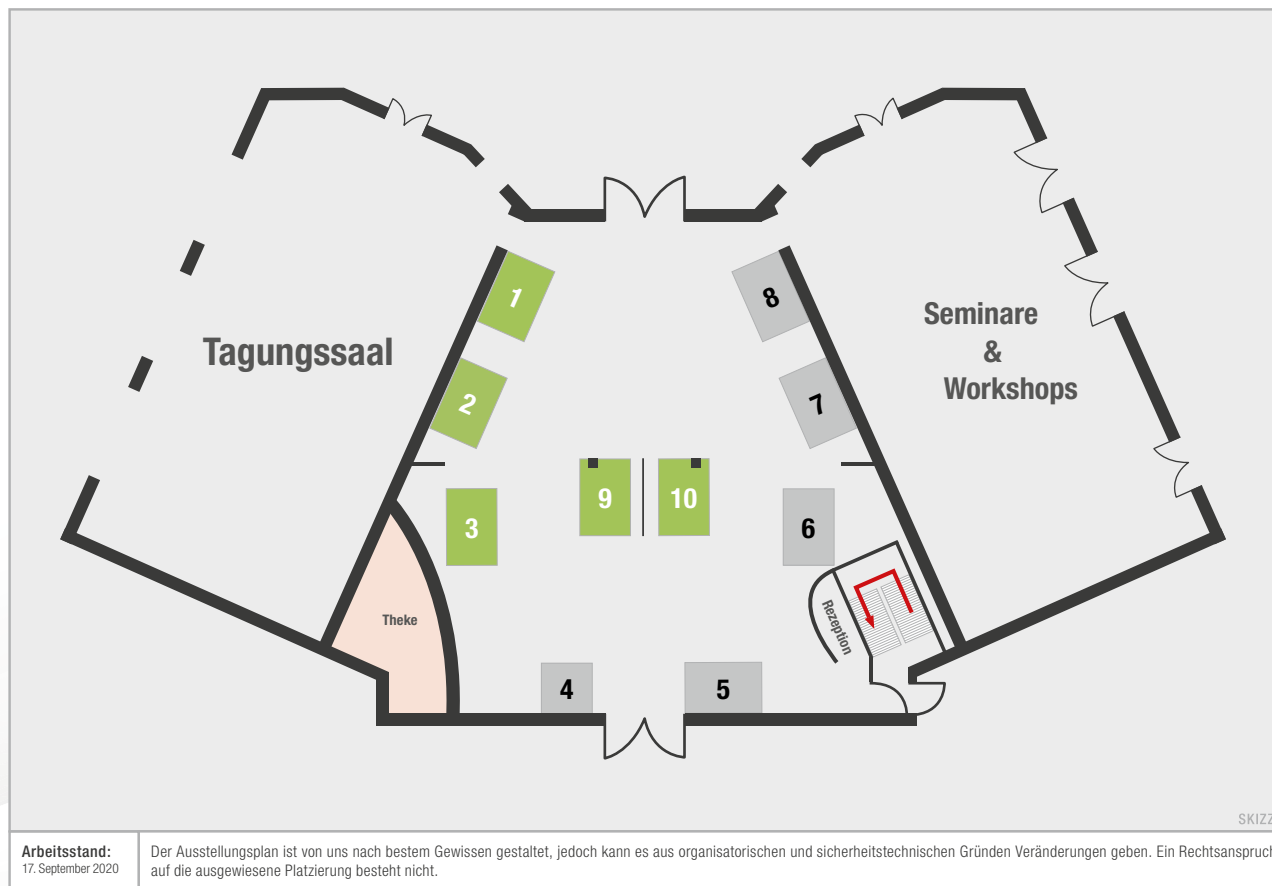 1
8
Seminare
&
Workshops
Tagungssaal
2
7
9
10
3
6
Theke
Rezeption
4
5
SKIZZ
Arbeitsstand:
17. September 2020
Der Ausstellungsplan ist von uns nach bestem Gewissen gestaltet, jedoch kann es aus organisatorischen und sicherheitstechnischen Gründen Veränderungen geben. Ein Rechtsanspruch
auf die ausgewiesene Platzierung besteht nicht.